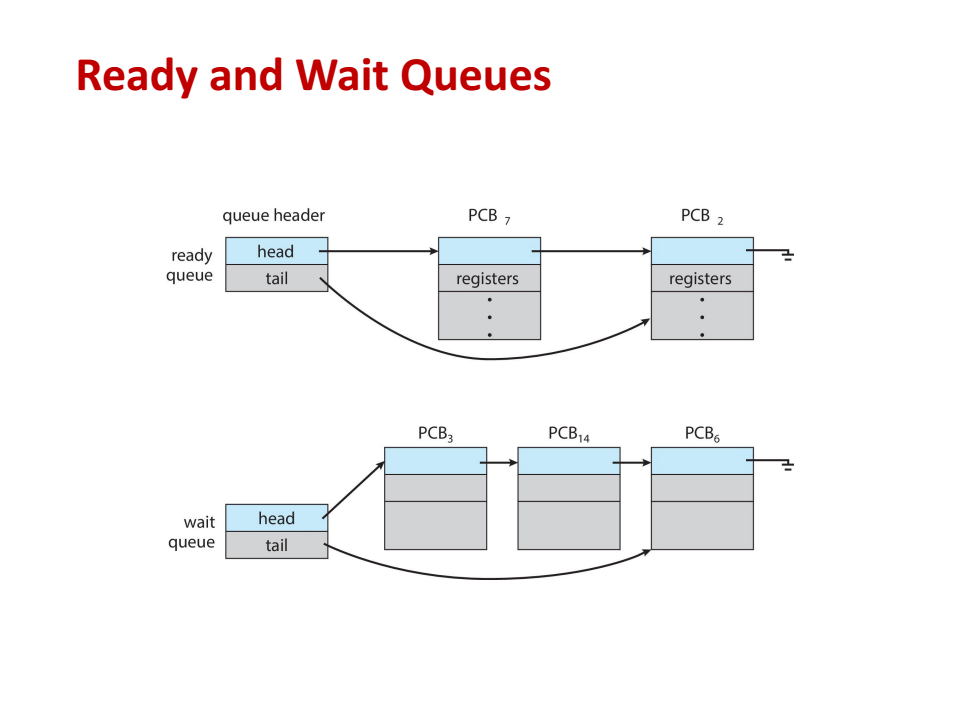 Ready and Wait Queues
queue header
PCB 7
PCB 2
ready
queue
head
tail
registers
registers
PCB3
PCB14
PCB6
wait
queue
head
tail